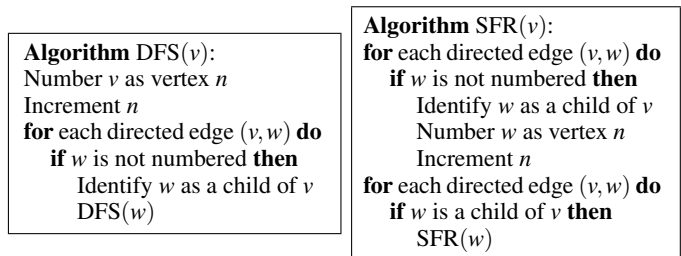 Algorithm DFS(v):
Number v as vertex n
Increment n
for each directed edge (v,w) do
if w is not numbered then
Identify w as a child of v
DFS(w)
Algorithm SFR(v):
for each directed edge (v,w) do
if w is not numbered then
Identify w as a child of v
Number w as vertex n
Increment n
for each directed edge (v,w) do
if w is a child of v then
SFR(w)